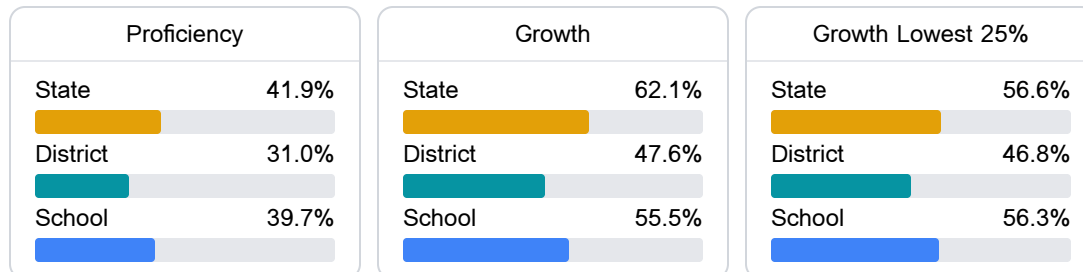 Proficiency
State 41.9%
District 31.0%
School 39.7%
Growth
State 62.1%
District 47.6%
School 55.5%
Growth Lowest 25%
State 56.6%
District 46.8%
School 56.3%